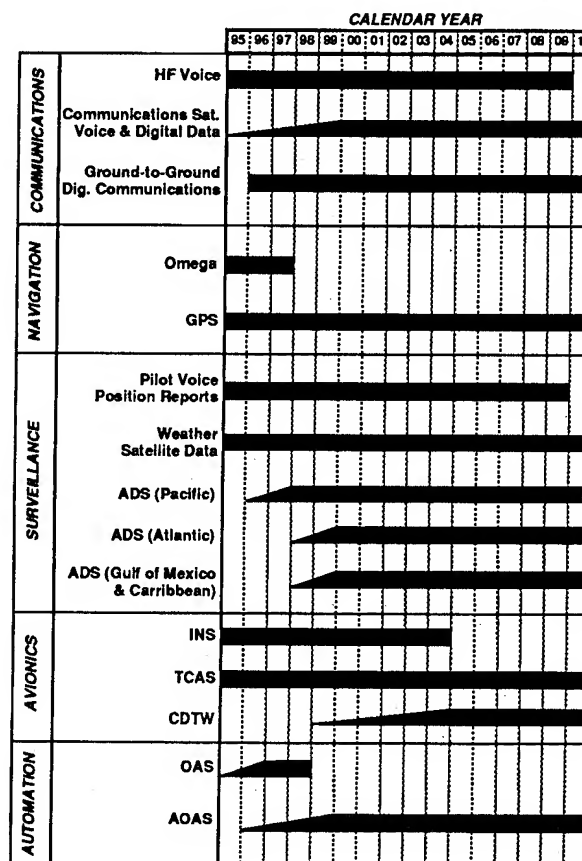 CALENDAR YEAR
95 96 97 98 99 00 01 02 03 04 05 06 07 08 09 1
COMMUNICATIONS
HF Voice
Communications Sat.
Voice & Digital Data
Ground-to-Ground
Dig. Communications
NAVIGATION
Omega
GPS
SURVEILLANCE
Pilot Voice
Position Reports
Weather
Satellite Data
ADS (Pacific)
ADS (Atlantic)
ADS (Gulf of Mexico
& Carribbean)
AVIONICS
INS
TCAS
CDTW
AUTOMATION
OAS
AOAS